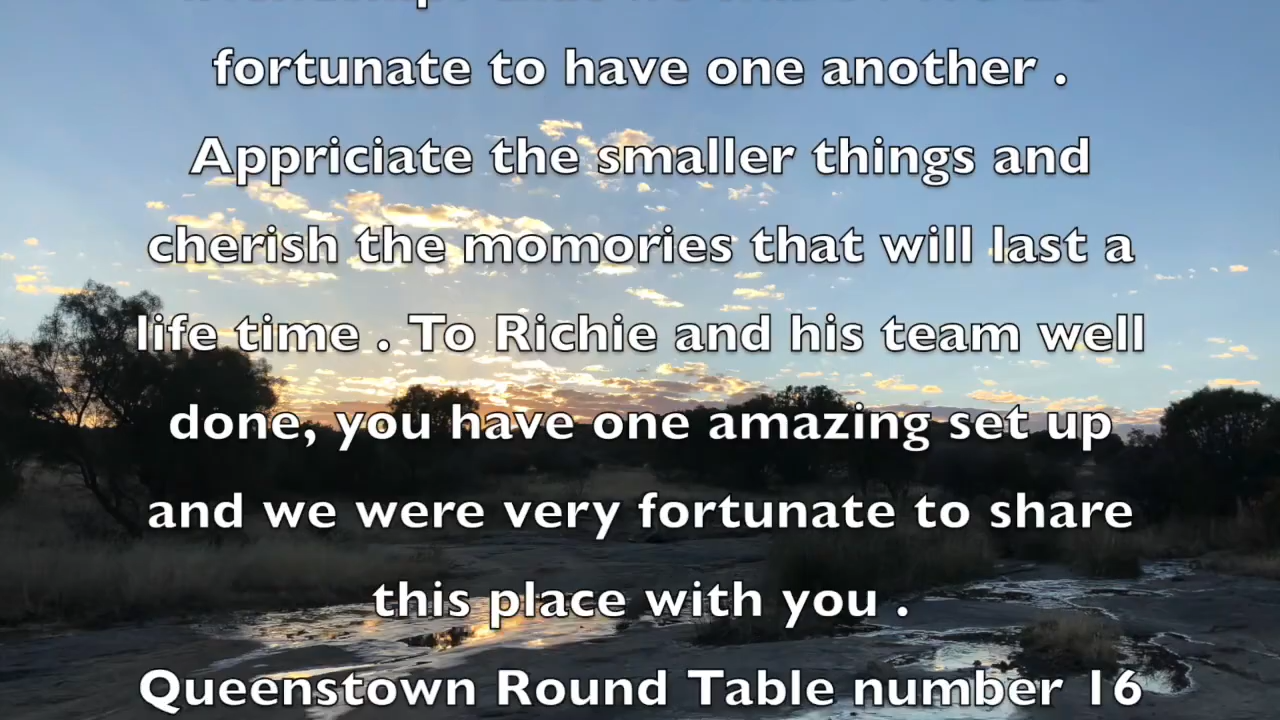 fortunate to have one another .
Appriciate the smaller things and
cherish the momories that will last a
life time . To Richie and his team well
done, you have one amazing set up
and we were very fortunate to share
this place with you .
Queenstown Round Table number 16